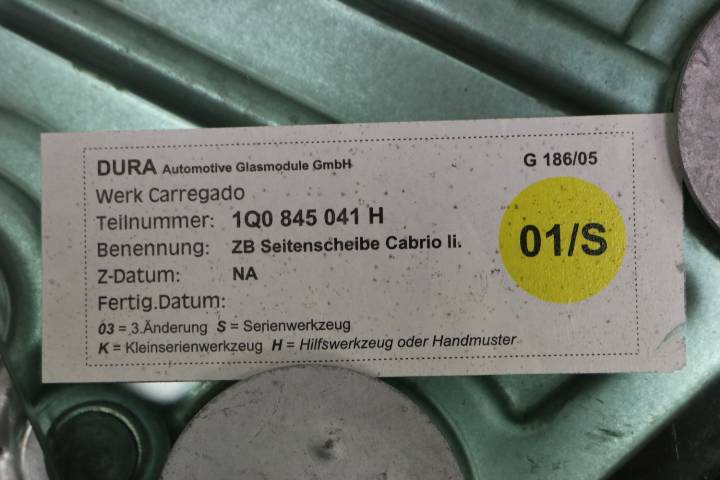 DURA Automotive Glasmodule GmbH
G 186/05
Werk Carregado
Teilnummer: 1Q0 845 041 H
01/S
Benennung: ZB Seitenscheibe Cabrio li.
Z-Datum: NA
Fertig.Datum:
03 = 3.Änderung S = Serienwerkzeug
K = Kleinserienwerkzeug H = Hilfswerkzeug oder Handmuster